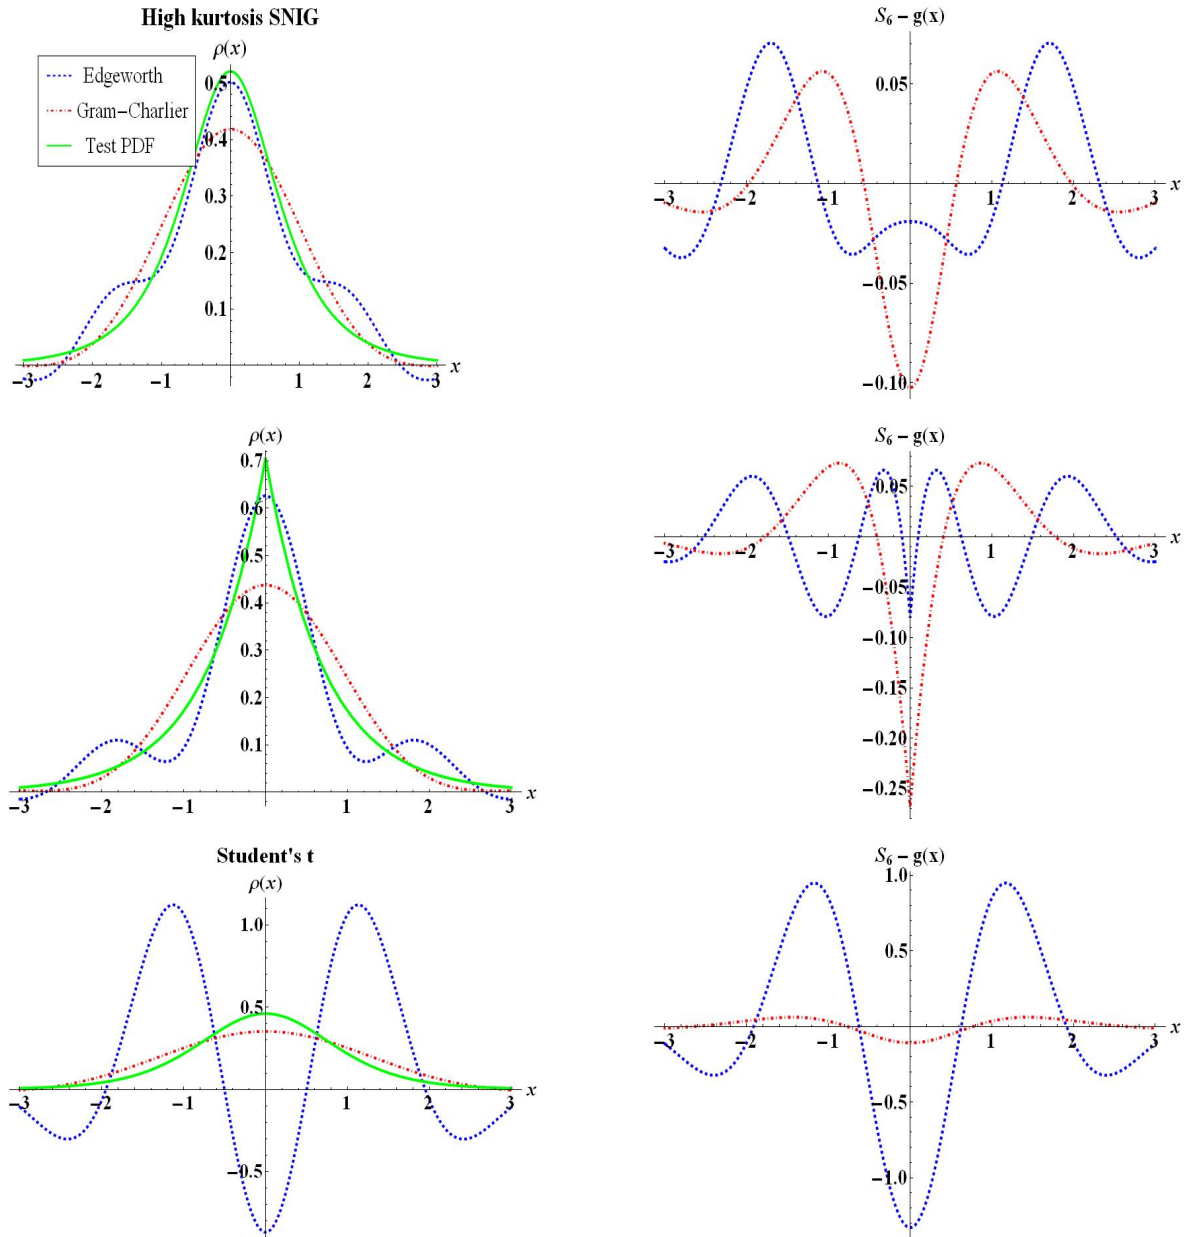 High kurtosis SNIG
ρ(x)
Edgeworth
Gram−Charlier
Test PDF
0.5
0.4
0.3
0.2
0.1
−3 −2 −1 1 2 3 x
S6 − g(x)
0.05
−3 −2 −1 1 2 3 x
−0.05
−0.10
ρ(x)
0.7
0.6
0.5
0.4
0.3
0.2
0.1
−3 −2 −1 1 2 3 x
S6 − g(x)
0.05
−3 −2 −1 1 2 3 x
−0.05
−0.10
−0.15
−0.20
−0.25
Student's t
ρ(x)
1.0
0.5
−3 −2 −1 1 2 3 x
−0.5
S6 − g(x)
1.0
0.5
−3 −2 −1 1 2 3 x
−0.5
−1.0